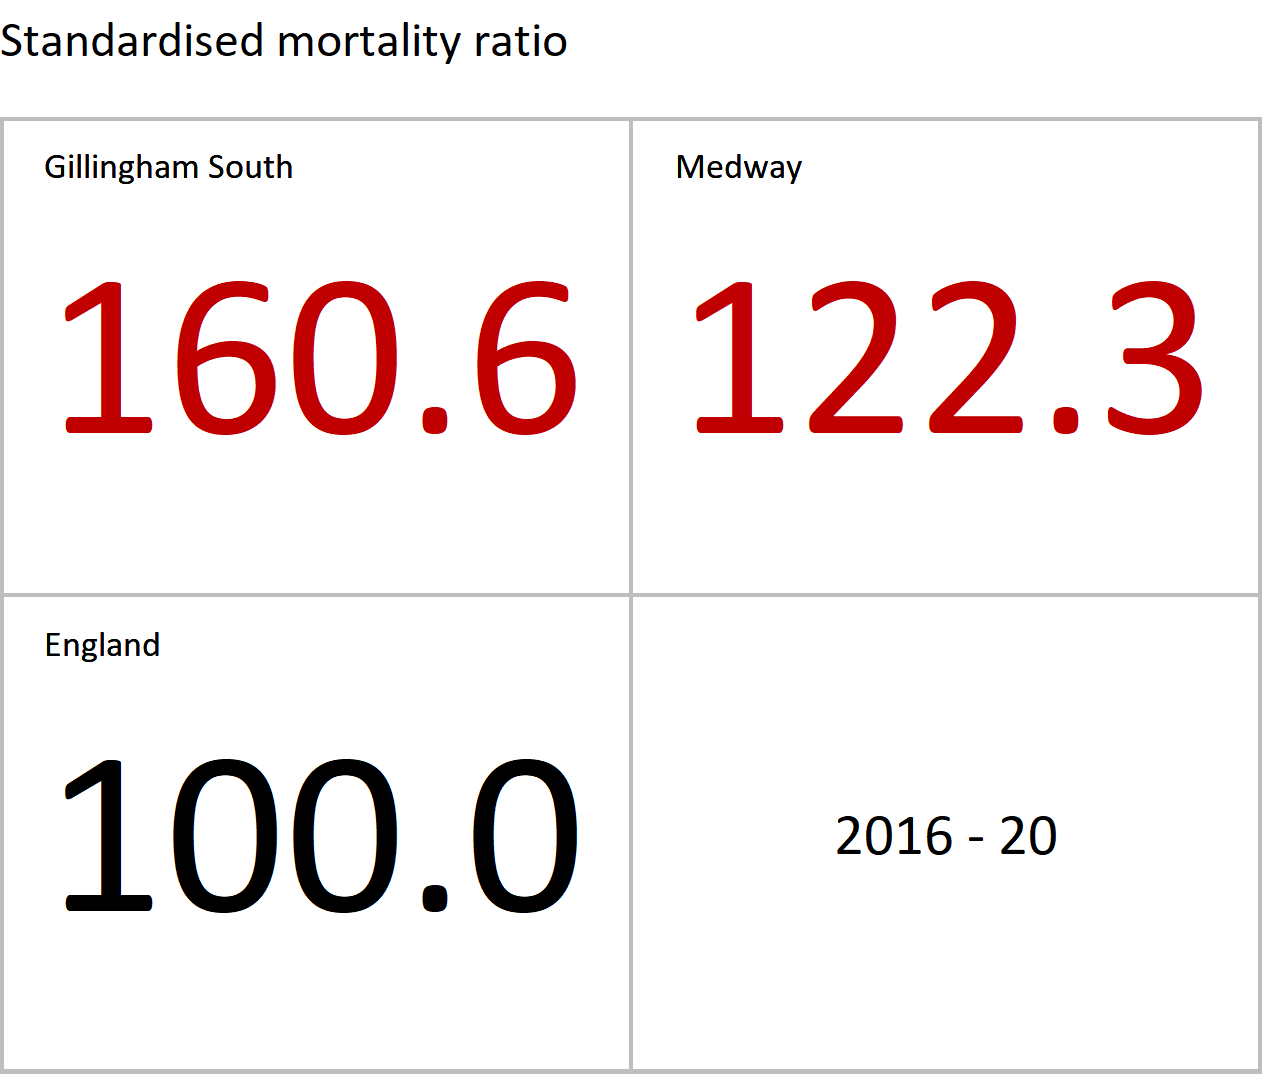 Standardised mortality ratio
Gillingham South
160.6
Medway
122.3
England
100.0
2016 - 20